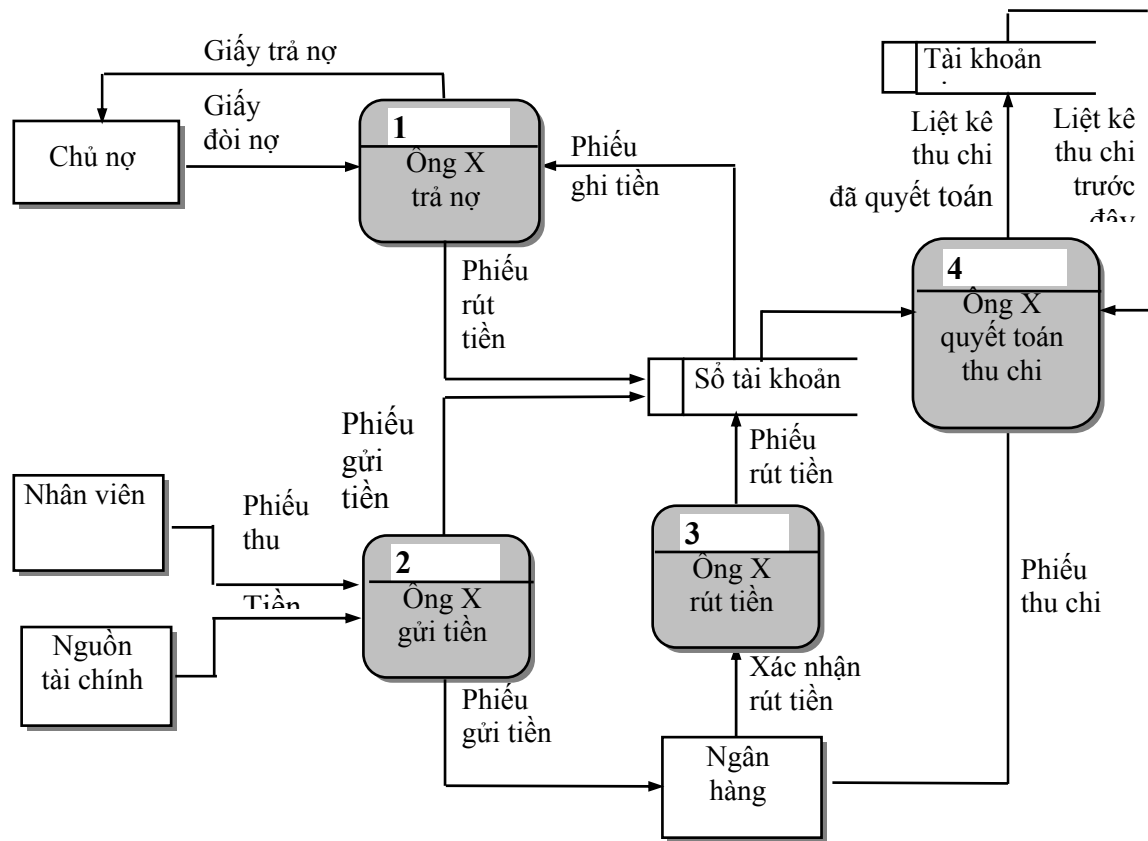 Giấy trả nợ
Giấy
đòi nợ
Chủ nợ
1
Ông X
trả nợ
Phiếu
ghi tiền
Tài khoản
Liệt kê
thu chi
đã quyết toán
Liệt kê
thu chi
trước
đây
Phiếu
rút
tiền
4
Ông X
quyết toán
thu chi
Sổ tài khoản
Phiếu
gửi
tiền
Phiếu
rút tiền
Nhân viên
Phiếu
thu
Tiền
2
Ông X
gửi tiền
3
Ông X
rút tiền
Phiếu
thu chi
Nguồn
tài chính
Phiếu
gửi tiền
Xác nhận
rút tiền
Ngân
hàng